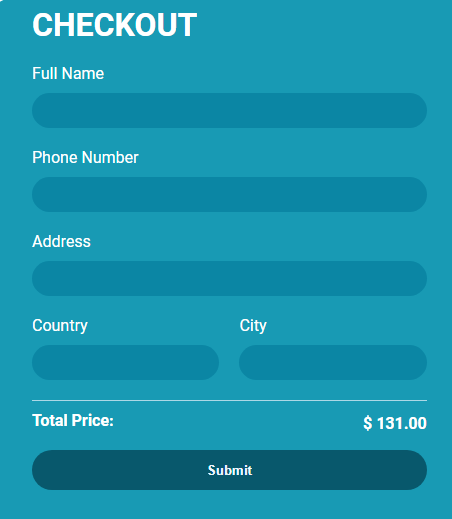 CHECKOUT
Full Name
Phone Number
Address
Country City
Total Price: $ 131.00
Submit